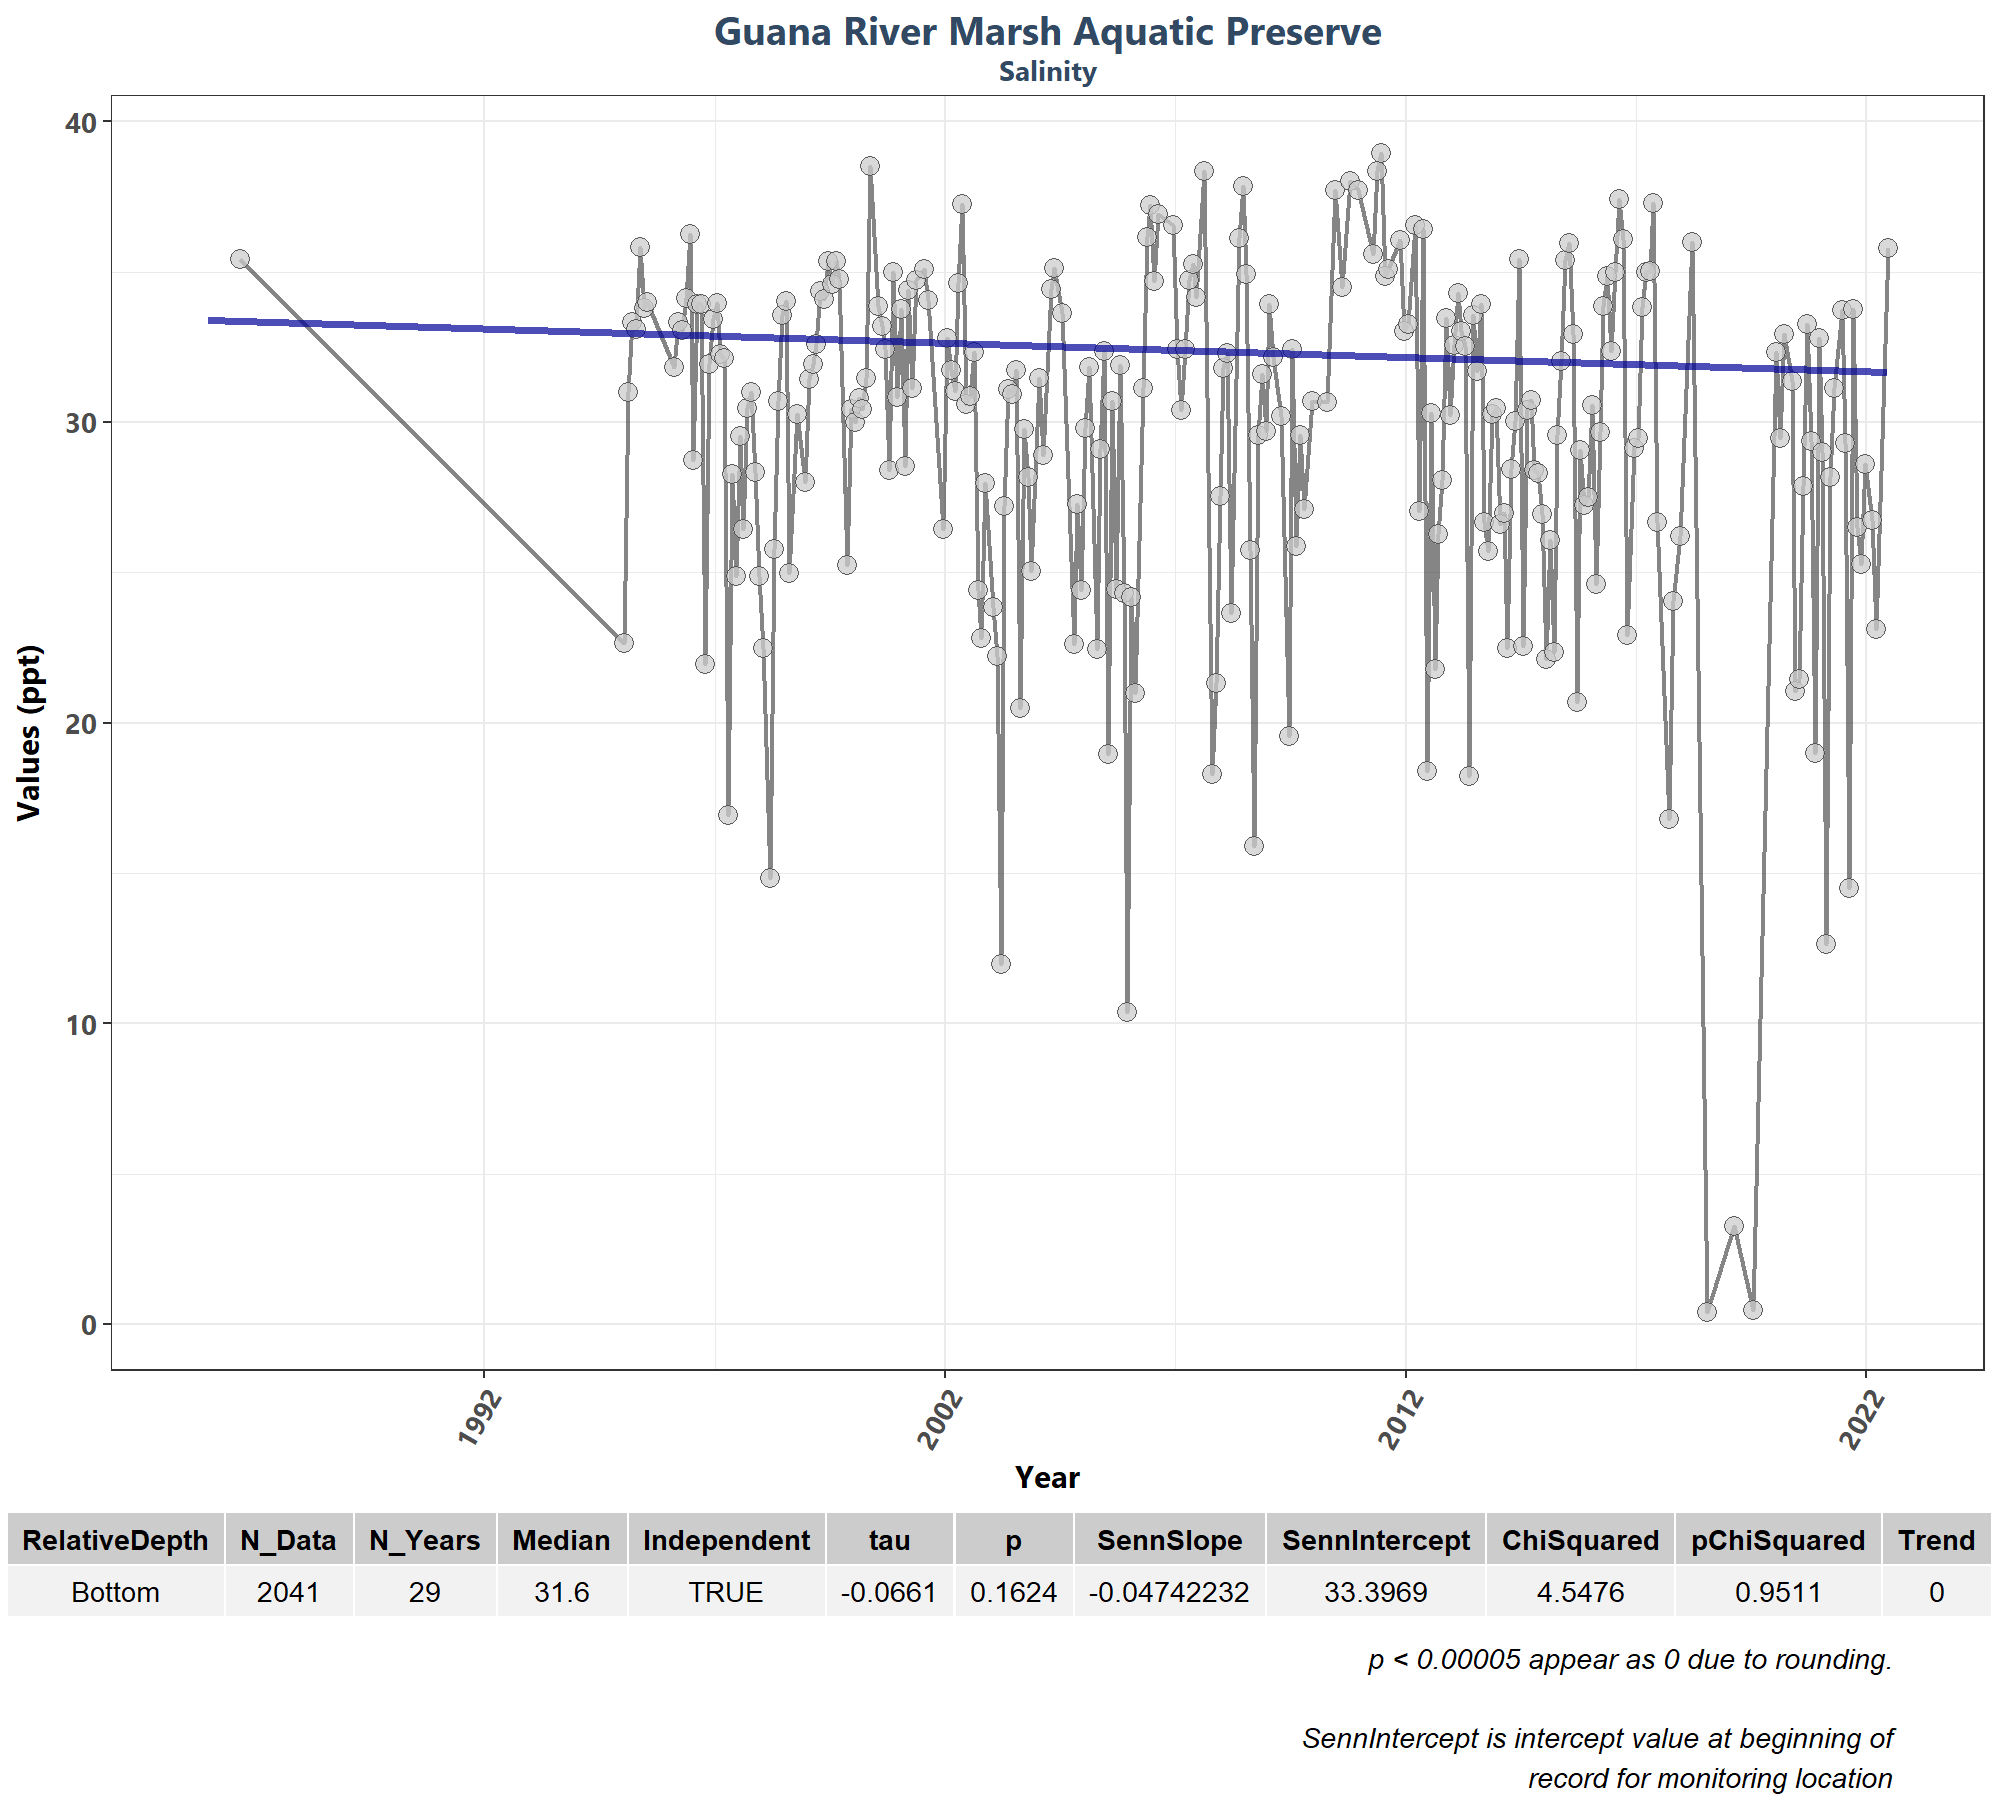 Guana River Marsh Aquatic Preserve
Salinity
40
30
20
10
0
Values (ppt)
1992
2002
2012
2022
Year
RelativeDepth N_Data N_Years Median Independent tau p SennSlope SennIntercept ChiSquared pChiSquared Trend
Bottom 2041 29 31.6 TRUE -0.0661 0.1624 -0.04742232 33.3969 4.5476 0.9511 0
p < 0.00005 appear as 0 due to rounding.
SennIntercept is intercept value at beginning of
record for monitoring location